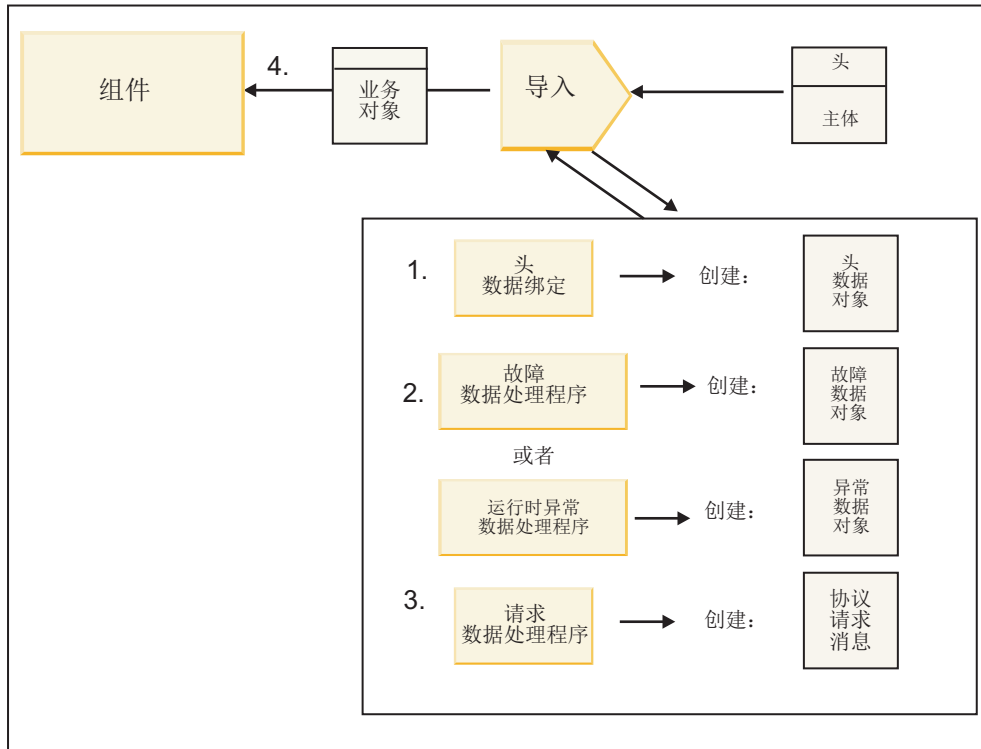 组件
4.
业务
对象
导入
头
主体
1.
头
数据绑定
创建：
头
数据
对象
2.
故障
数据处理程序
创建：
故障
数据
对象
或者
运行时异常
数据处理程序
创建：
异常
数据
对象
3.
请求
数据处理程序
创建：
协议
请求
消息